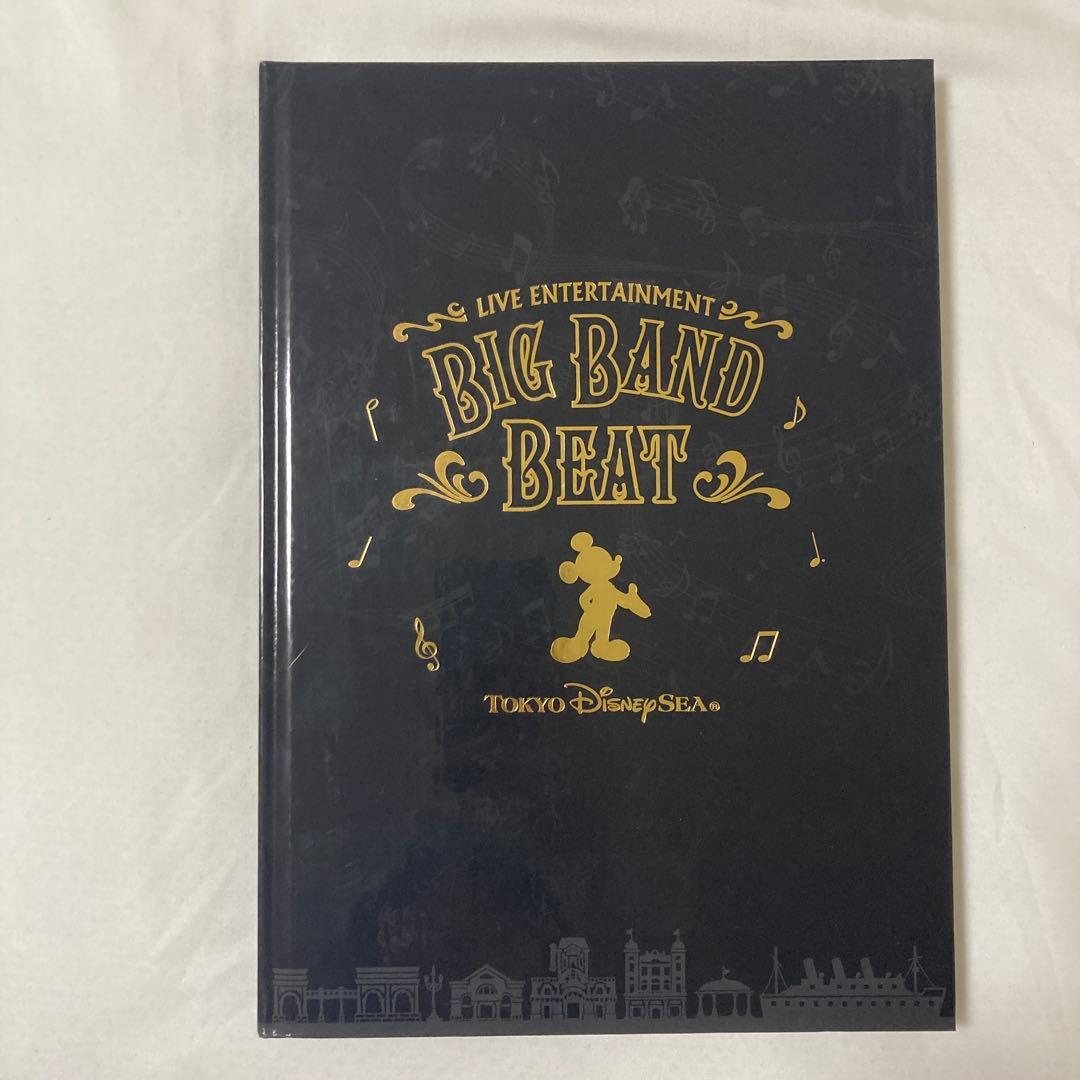 LIVE ENTERTAINMENT
BIG BAND
BEAT
TOKYO DISNEYSEA®